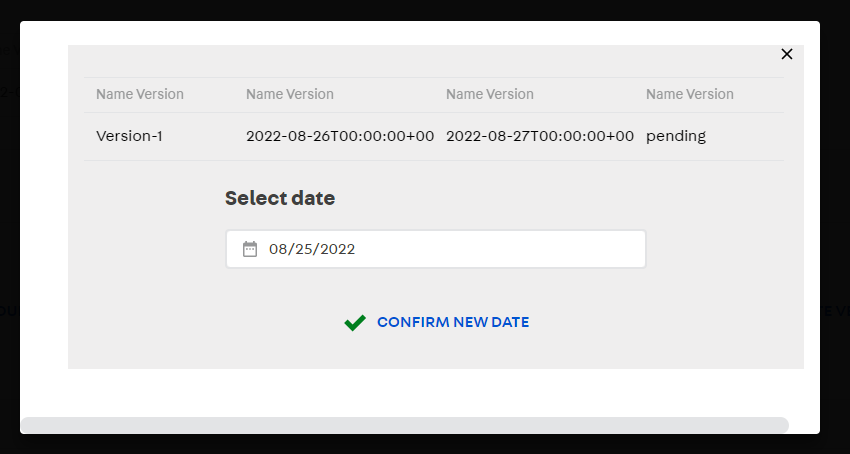 Name Version Name Version Name Version Name Version
Version-1 2022-08-26T00:00:00+00 2022-08-27T00:00:00+00 pending
Select date
08/25/2022
CONFIRM NEW DATE